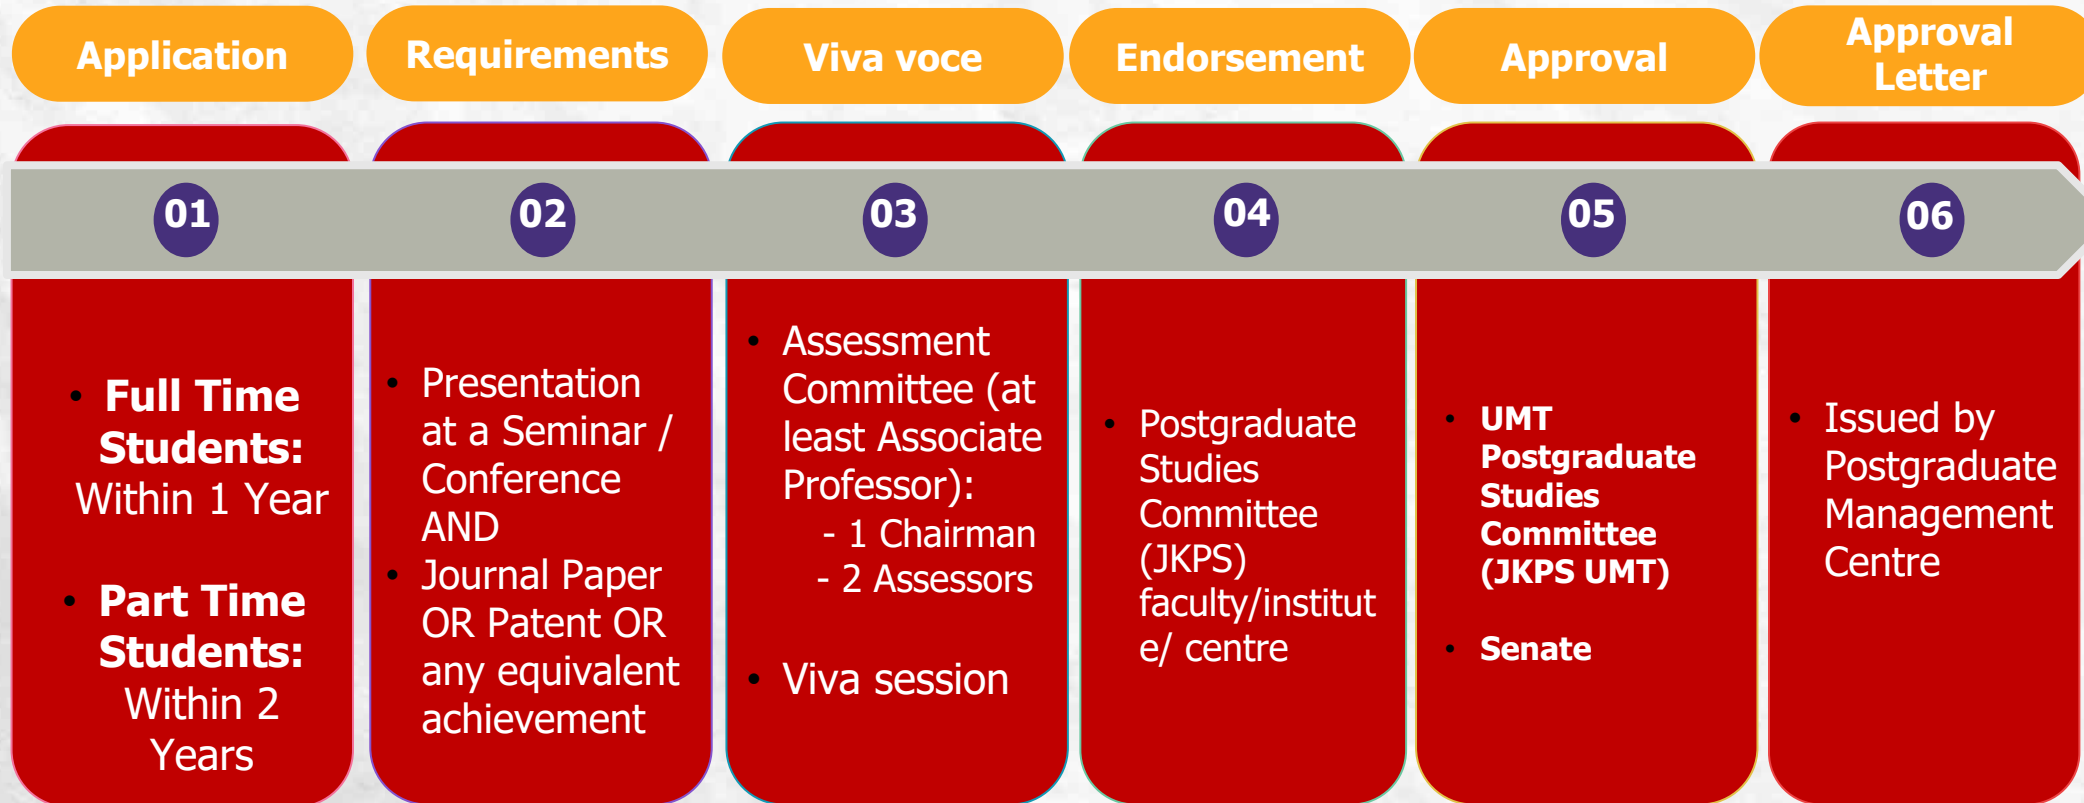 Application
Requirements
Viva voce
Endorsement
Approval
Approval
Letter
01
02
03
04
05
06
• Full Time
Students:
Within 1 Year
• Part Time
Students:
Within 2
Years
• Presentation
at a Seminar /
Conference
AND
• Journal Paper
OR Patent OR
any equivalent
achievement
• Assessment
Committee (at
least Associate
Professor):
- 1 Chairman
- 2 Assessors
• Viva session
• Postgraduate
Studies
Committee
(JKPS)
faculty/institut
e/ centre
• UMT
Postgraduate
Studies
Committee
(JKPS UMT)
• Senate
• Issued by
Postgraduate
Management
Centre